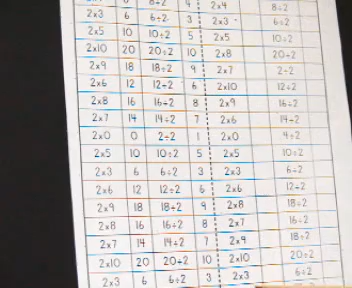 8÷2 4 2x4 8÷2
2x3 6 6÷2 3 2x3 6÷2
2x5 10 10÷2 5 2x5 10÷2
2x10 20 20÷2 10 2x8 20÷2
2x9 18 18÷2 9 2x7 2÷2
2x6 12 12÷2 6 2x10 12÷2
2x8 16 16÷2 8 2x9 16÷2
2x7 14 14÷2 7 2x6 14÷2
2x0 0 2÷2 1 2x0 4÷2
2x5 10 10÷2 5 2x5 10÷2
2x3 6 6÷2 3 2x3 6÷2
2x6 12 12÷2 6 2x6 12÷2
2x9 18 18÷2 9 2x8 18÷2
2x8 16 16÷2 8 2x7 16÷2
2x7 14 14÷2 7 2x9 18÷2
2x10 20 20÷2 10 2x10 20÷2
2x3 6 6÷2 3 2x3 6÷2